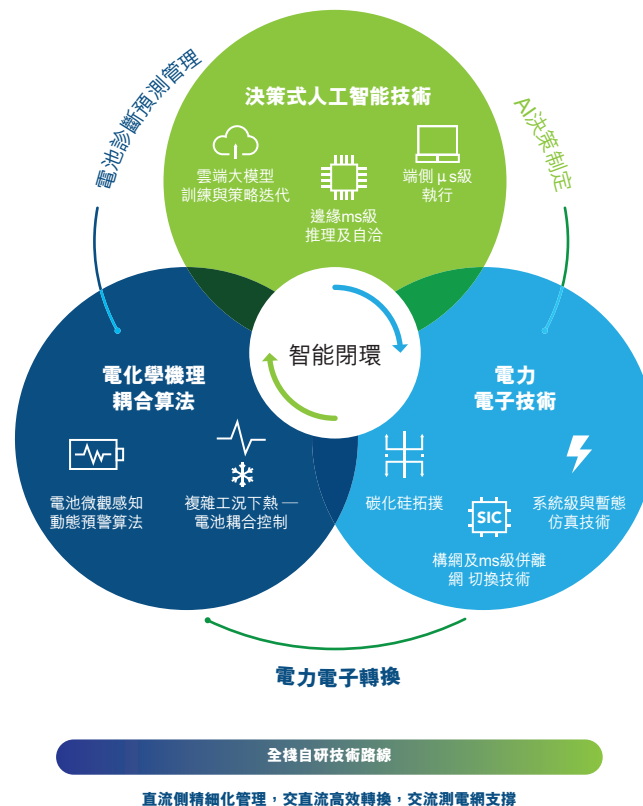 電池診斷預測管理
決策式人工智能技術
AI決策制定
雲端大模型
訓練與策略迭代
邊緣ms級
推理及自洽
端側μs級
執行
智能閉環
電化學機理
耦合算法
電池微觀感知
動態預警算法
複雜工況下熱—
電池耦合控制
電力
電子技術
碳化硅拓撲
SIC
構網及ms級併離
網 切換技術
系統級與暫態
仿真技術
電力電子轉換
全棧自研技術路線
直流側精細化管理，交直流高效轉換，交流測電網支撐